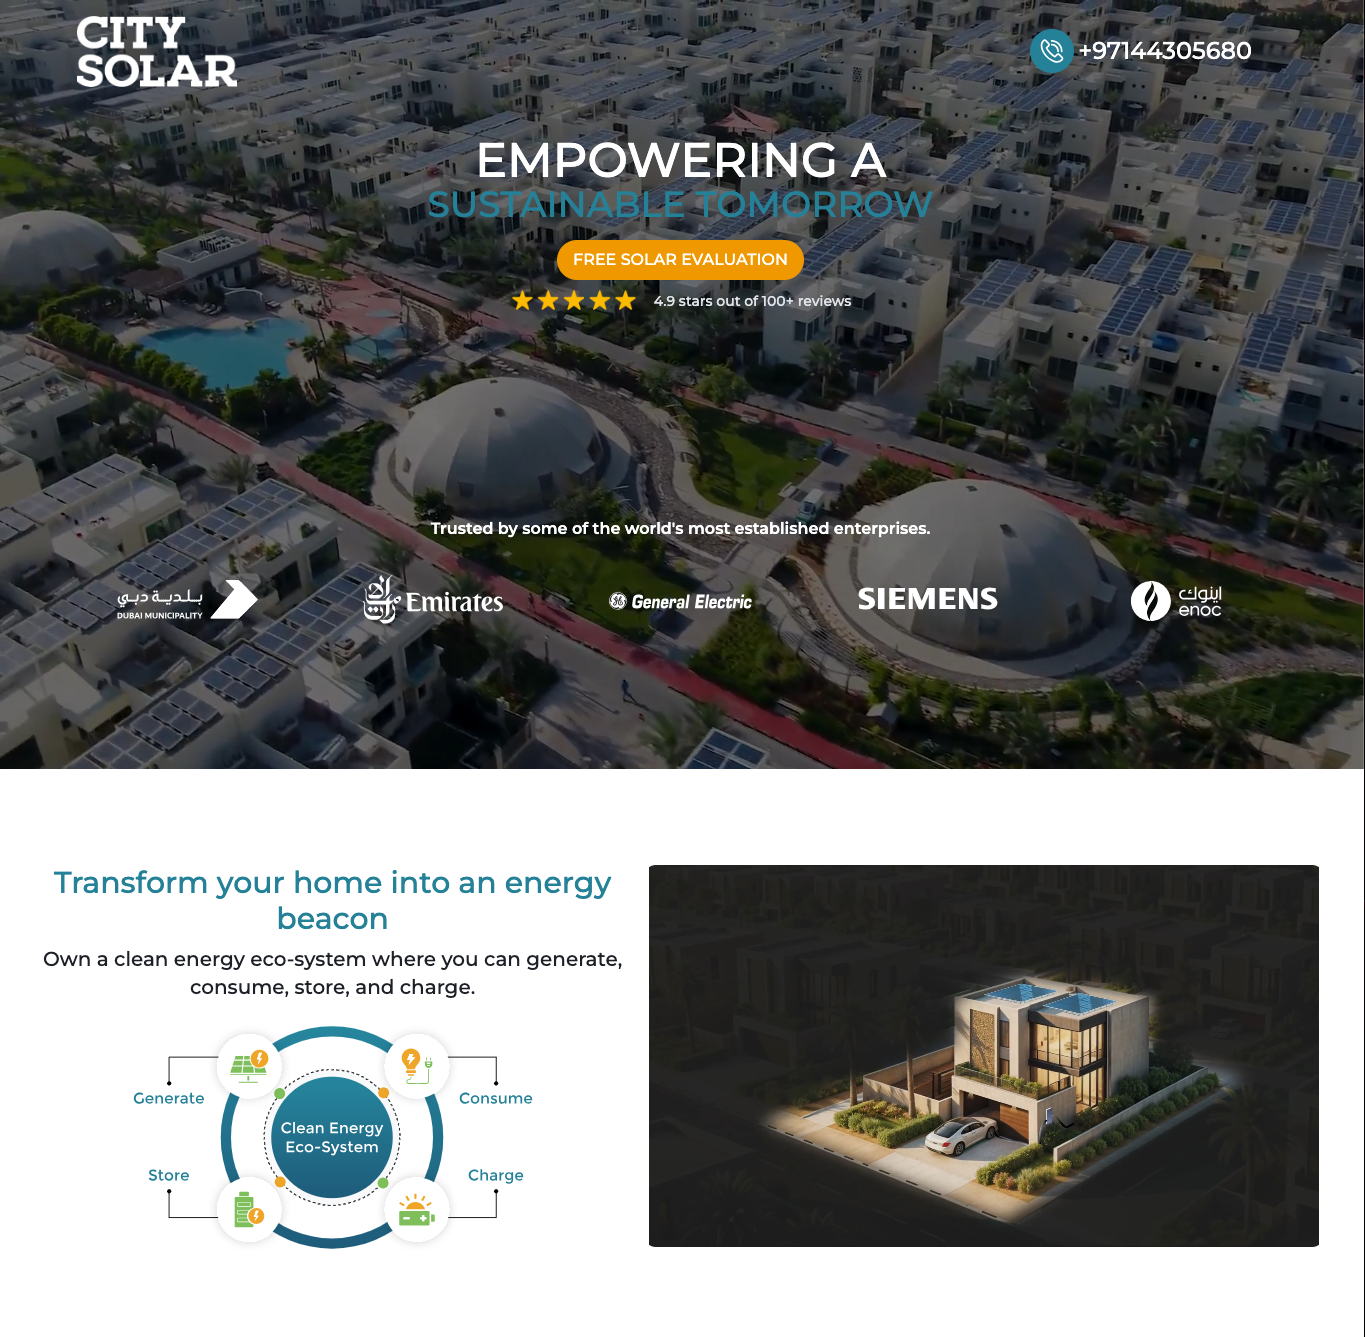 CITY
SOLAR
+97144305680
EMPOWERING A
SUSTAINABLE TOMORROW
FREE SOLAR EVALUATION
4.9 stars out of 100+ reviews
Trusted by some of the world's most established enterprises.
بلدية دبي
DUBAI MUNICIPALITY
Emirates
GE General Electric
SIEMENS
اينوك
enoc
Transform your home into an energy
beacon
Own a clean energy eco-system where you can generate,
consume, store, and charge.
Generate
Consume
Clean Energy
Eco-System
Store
Charge